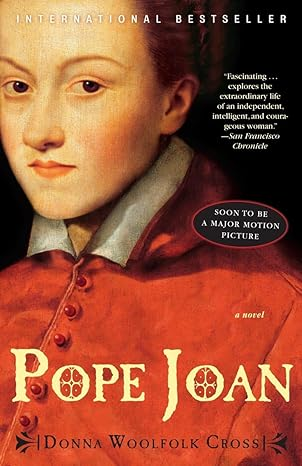 INTERNATIONAL BESTSELLER
"Fascinating . . .
explores the
extraordinary life
of an independent,
intelligent, and coura-
geous woman."
—San Francisco
Chronicle
SOON TO BE
A MAJOR MOTION
PICTURE
a novel
POPE JOAN
DONNA WOOLFOLK CROSS